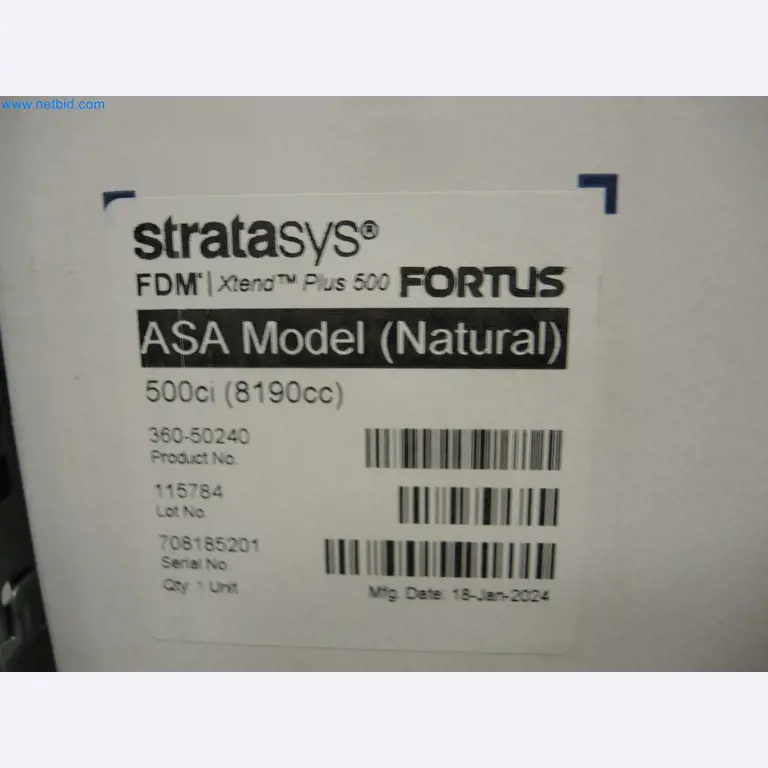 www.netbid.com
stratasys®
FDM® | Xtend™ Plus 500 FORTUS
ASA Model (Natural)
500ci (8190cc)
360-50240
Product No.
115784
Lot No.
708185201
Serial No.
Qty: 1 Unit
Mfg. Date: 18-Jan-2024